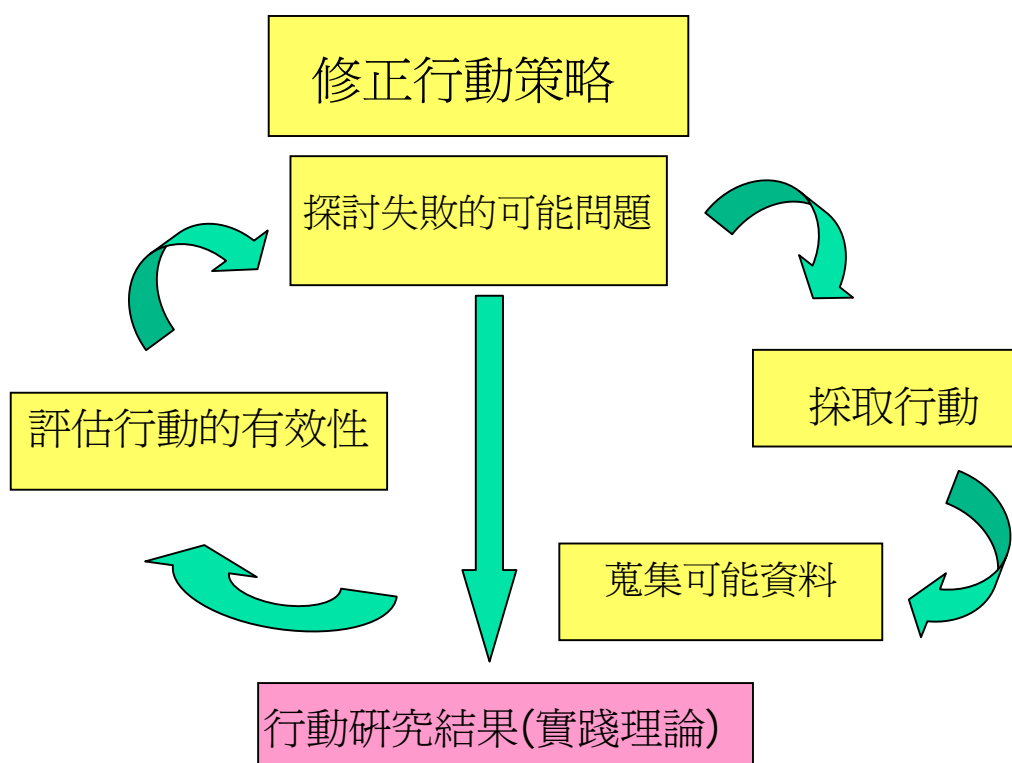 修正行動策略
探討失敗的可能問題
採取行動
評估行動的有效性
蒐集可能資料
行動研究結果(實踐理論)